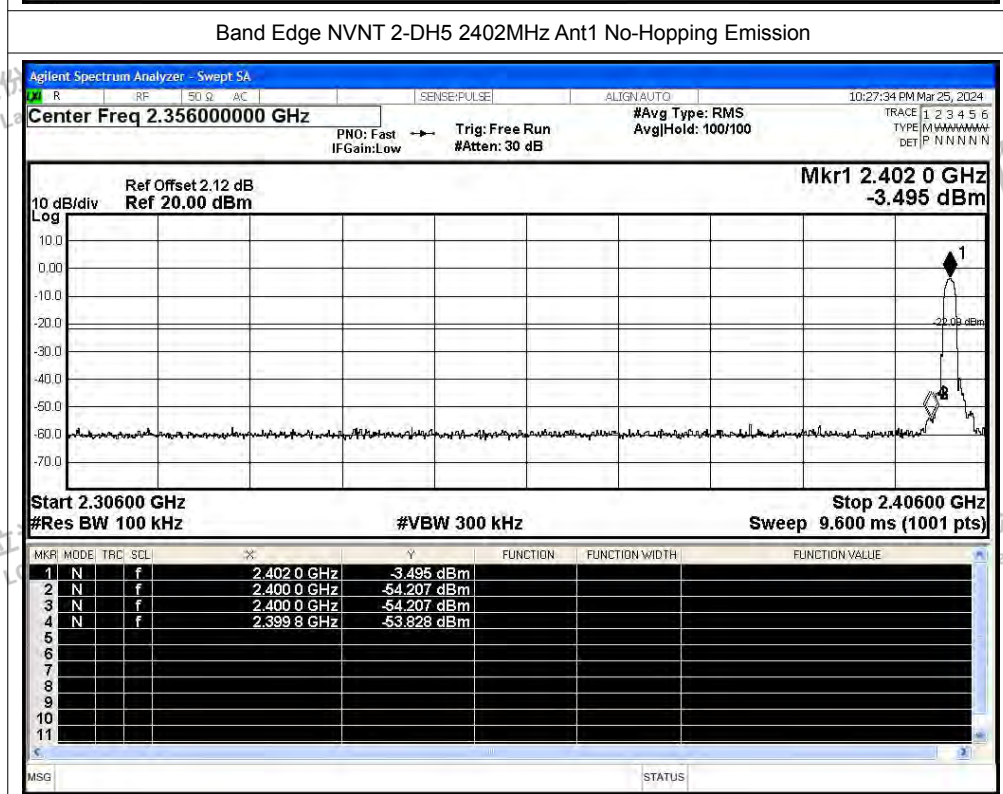 Band Edge NVNT 2-DH5 2402MHz Ant1 No-Hopping Emission
Agilent Spectrum Analyzer - Swept SA
LXI R RF 50 Ω AC SENSE:PULSE ALIGN AUTO 10:27:34 PM Mar 25, 2024
Center Freq 2.356000000 GHz
PNO: Fast
IFGain:Low
Trig: Free Run
#Atten: 30 dB
#Avg Type: RMS
Avg|Hold: 100/100
TRACE 1 2 3 4 5 6
TYPE MWWWWW
DET P N N N N N
Mkr1 2.402 0 GHz
-3.495 dBm
Ref Offset 2.12 dB
10 dB/div Ref 20.00 dBm
Log
10.0
0.00
-10.0
-20.0
-30.0
-40.0
-50.0
-60.0
-70.0
1
-22.09 dBm
Start 2.30600 GHz Stop 2.40600 GHz
#Res BW 100 kHz #VBW 300 kHz Sweep 9.600 ms (1001 pts)
MKR MODE TRC SCL X Y FUNCTION FUNCTION WIDTH FUNCTION VALUE
1 N f 2.402 0 GHz -3.495 dBm
2 N f 2.400 0 GHz -54.207 dBm
3 N f 2.400 0 GHz -54.207 dBm
4 N f 2.399 8 GHz -53.828 dBm
5
6
7
8
9
10
11
MSG STATUS